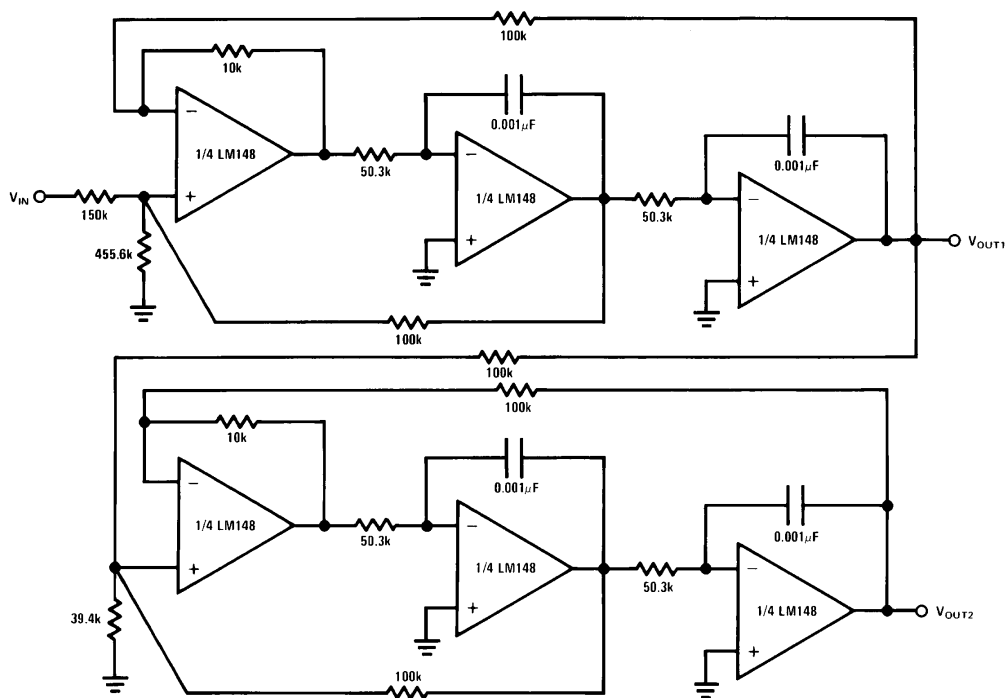 100k
10k
0.001µF
−
1/4 LM148
+
50.3k
−
1/4 LM148
+
0.001µF
50.3k
−
1/4 LM148
+
V_IN
150k
455.6k
V_OUT1
100k
100k
100k
10k
0.001µF
−
1/4 LM148
+
50.3k
−
1/4 LM148
+
0.001µF
50.3k
−
1/4 LM148
+
39.4k
V_OUT2
100k